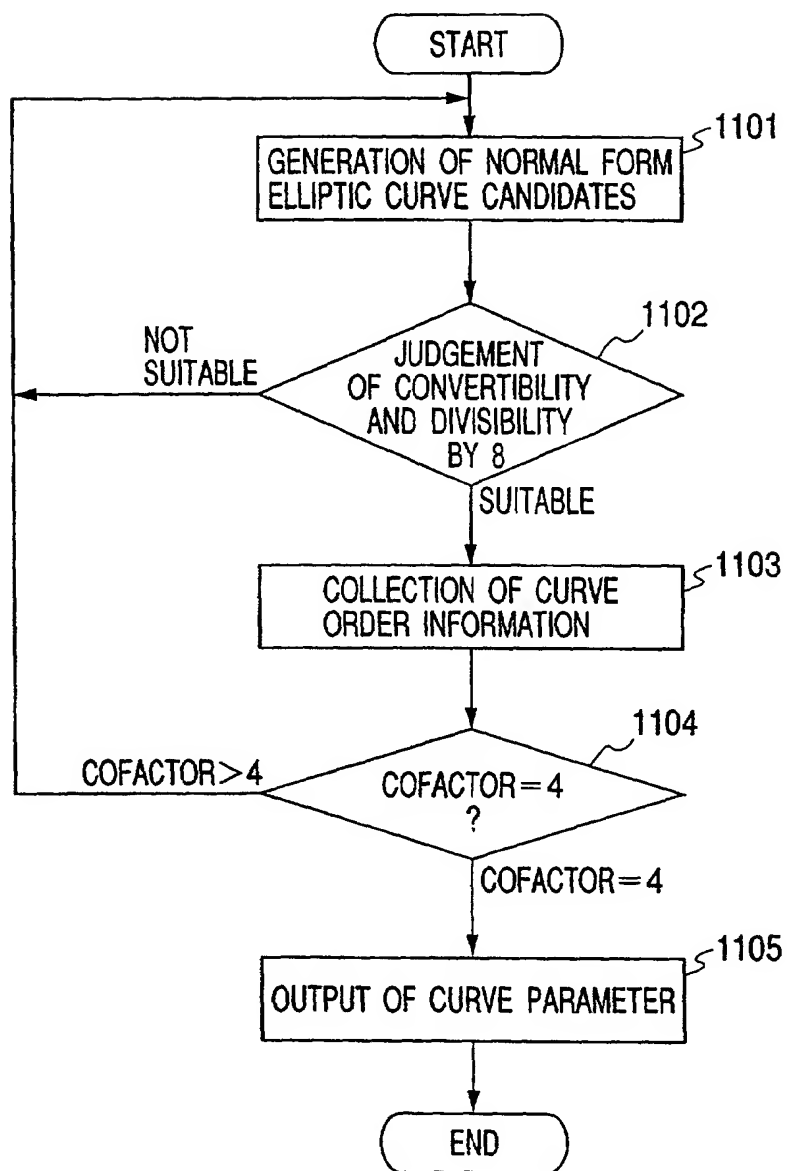 START
1101
GENERATION OF NORMAL FORM
ELLIPTIC CURVE CANDIDATES
1102
NOT
SUITABLE
JUDGEMENT
OF CONVERTIBILITY
AND DIVISIBILITY
BY 8
SUITABLE
1103
COLLECTION OF CURVE
ORDER INFORMATION
1104
COFACTOR>4
COFACTOR=4
?
COFACTOR=4
1105
OUTPUT OF CURVE PARAMETER
END